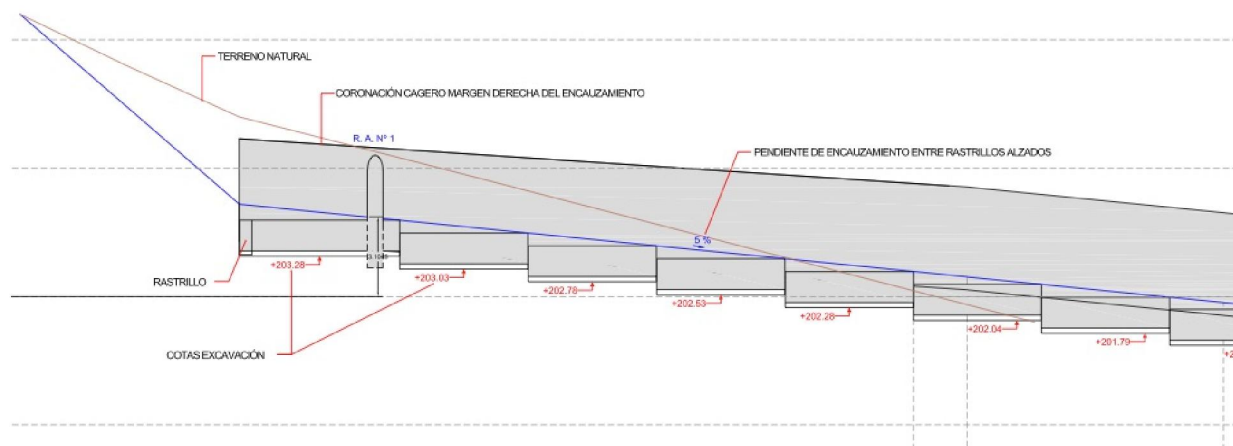 TERRENO NATURAL
CORONACIÓN CAGERO MARGEN DERECHA DEL ENCAUZAMIENTO
R. A. Nº 1
PENDIENTE DE ENCAUZAMIENTO ENTRE RASTRILLOS ALZADOS
5 %
RASTRILLO
+203.28
+203.03
+202.78
+202.53
+202.28
+202.04
+201.79
COTAS EXCAVACIÓN